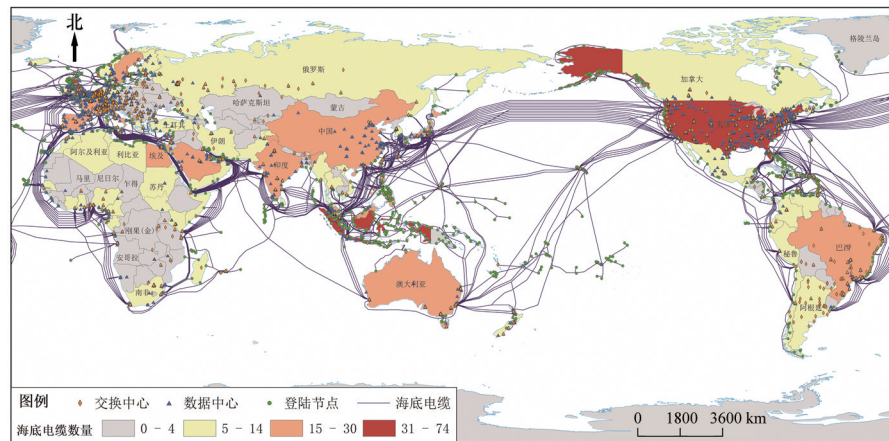 北
格陵兰岛
俄罗斯
加拿大
哈萨克斯坦
蒙古
中国
伊朗
阿尔及利亚
利比亚
埃及
印度
马里
尼日尔
乍得
苏丹
刚果(金)
安哥拉
南非
澳大利亚
巴西
秘鲁
阿根廷
图例
交换中心
数据中心
登陆节点
海底电缆
海底电缆数量
0 - 4
5 - 14
15 - 30
31 - 74
0 1800 3600 km